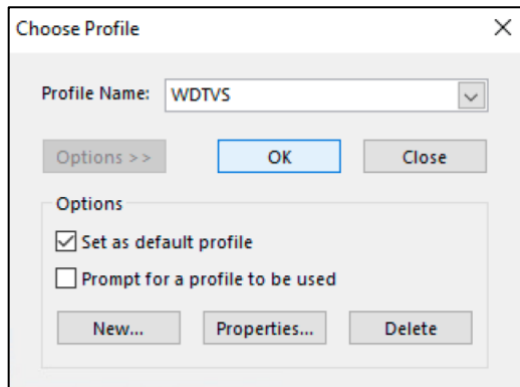 Choose Profile
Profile Name: WDTVS
Options >> OK Close
Options
Set as default profile
Prompt for a profile to be used
New... Properties... Delete